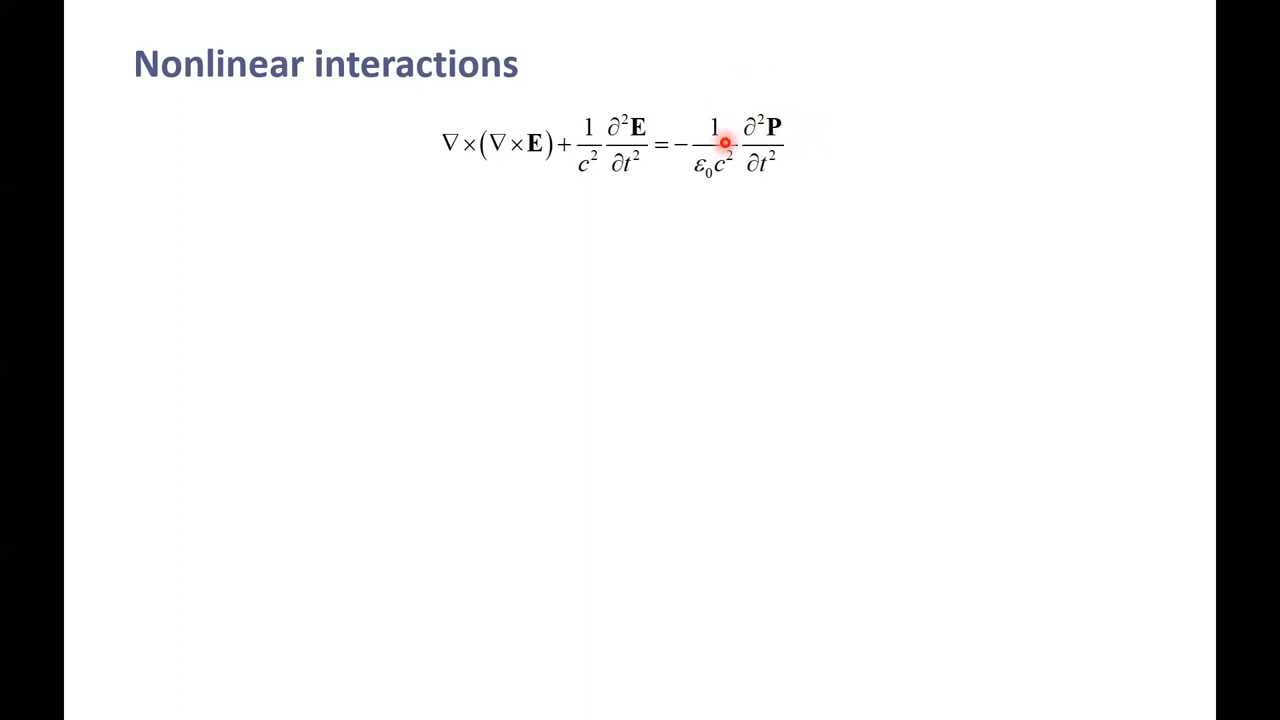 Nonlinear interactions
∇×(∇×E)+ 1/c² ∂²E/∂t² = − 1/ε₀c² ∂²P/∂t²